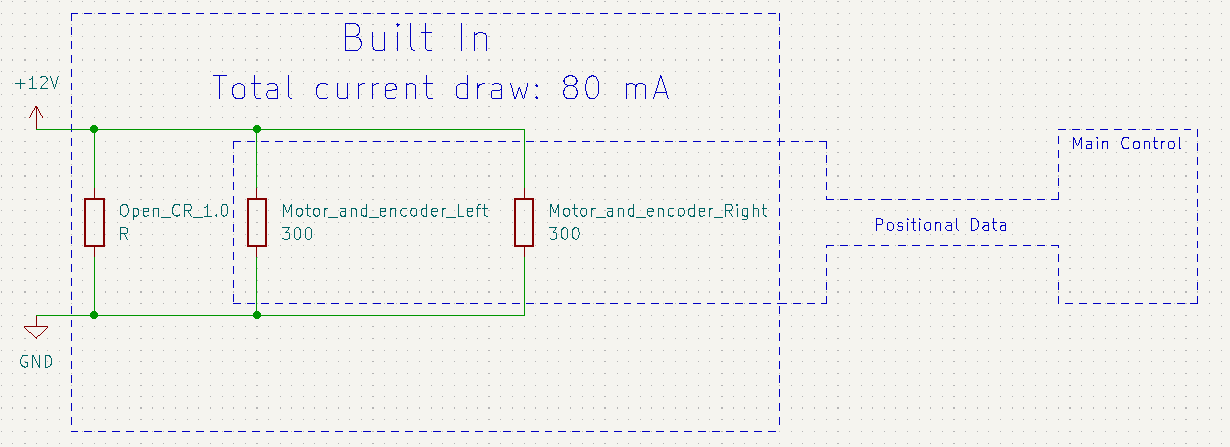 Built In
Total current draw: 80 mA
+12V
Main Control
Open_CR_1.0
R
Motor_and_encoder_Left
300
Motor_and_encoder_Right
300
Positional Data
GND